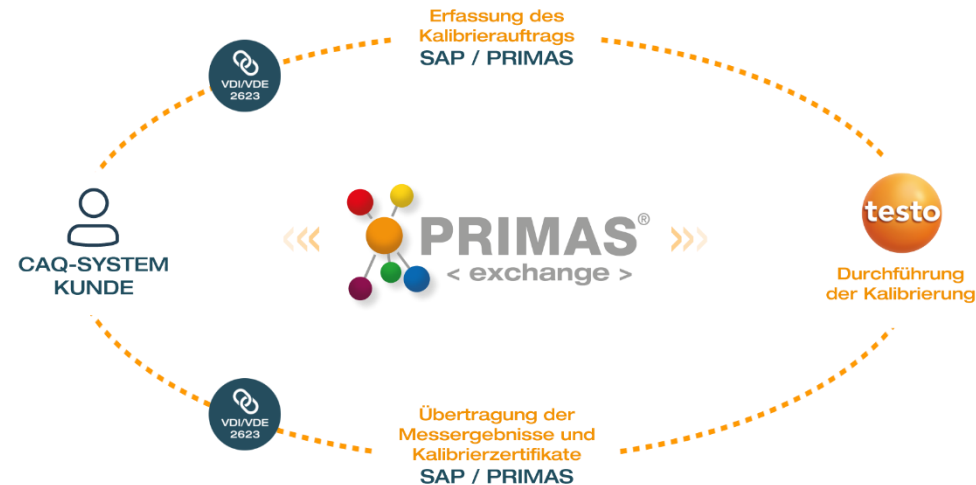 Erfassung des
Kalibrierauftrags
SAP / PRIMAS
VDI/VDE
2623
CAQ-SYSTEM
KUNDE
PRIMAS®
< exchange >
testo
Durchführung
der Kalibrierung
VDI/VDE
2623
Übertragung der
Messergebnisse und
Kalibrierzertifikate
SAP / PRIMAS